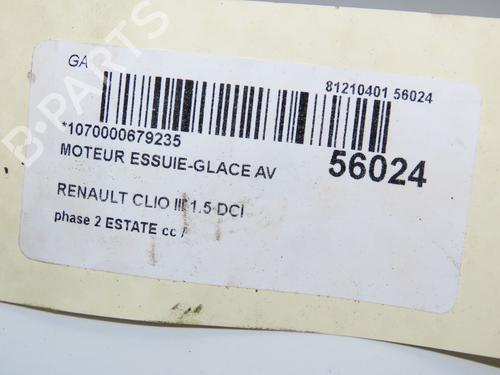 GA
81210401 56024
*1070000679235
MOTEUR ESSUIE-GLACE AV
56024
RENAULT CLIO III 1.5 DCI
phase 2 ESTATE cc /
B-PARTS